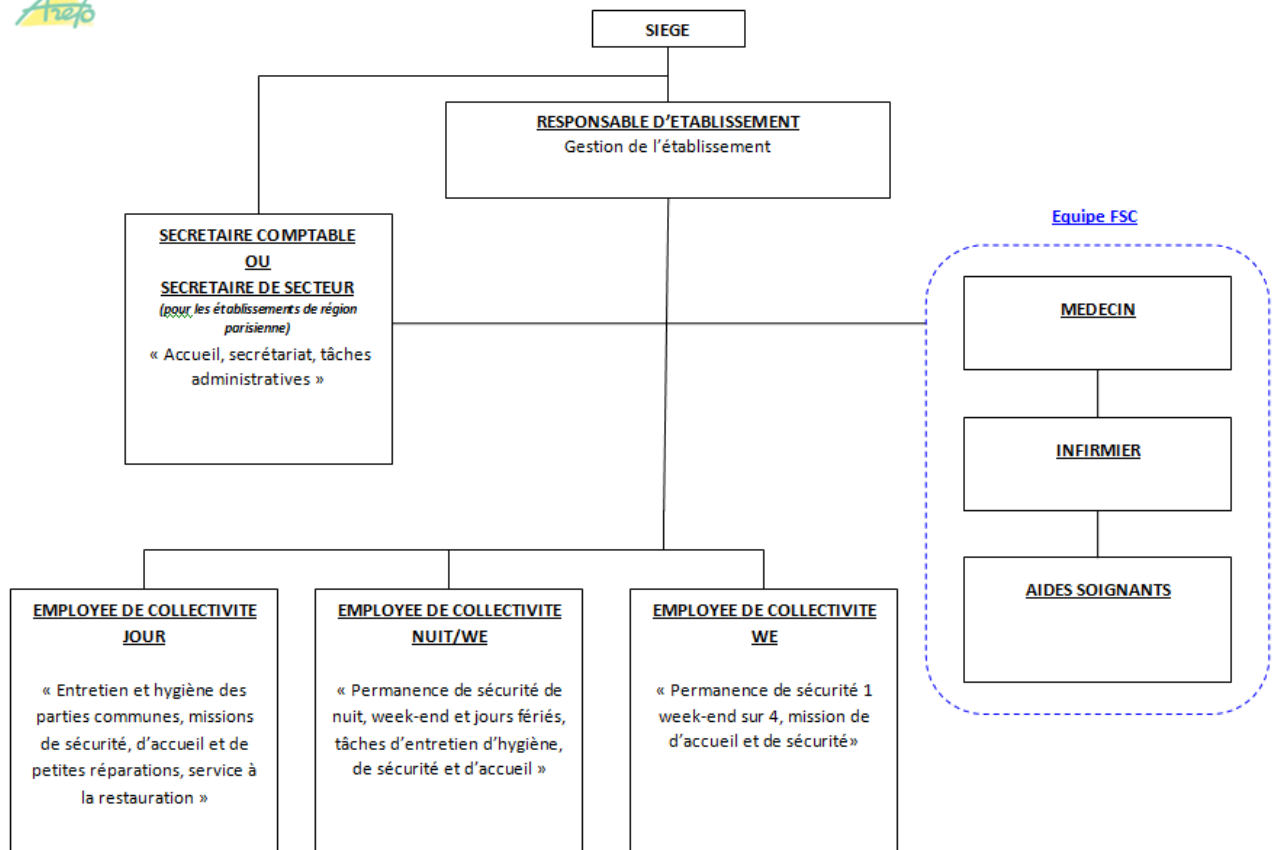 Arefo
SIEGE
RESPONSABLE D'ETABLISSEMENT
Gestion de l'établissement
SECRETAIRE COMPTABLE
OU
SECRETAIRE DE SECTEUR
(pour les établissements de région
parisienne)
« Accueil, secrétariat, tâches
administratives »
Equipe FSC
MEDECIN
INFIRMIER
AIDES SOIGNANTS
EMPLOYEE DE COLLECTIVITE
JOUR
« Entretien et hygiène des
parties communes, missions
de sécurité, d'accueil et de
petites réparations, service à
la restauration »
EMPLOYEE DE COLLECTIVITE
NUIT/WE
« Permanence de sécurité de
nuit, week-end et jours fériés,
tâches d'entretien d'hygiène,
de sécurité et d'accueil »
EMPLOYEE DE COLLECTIVITE
WE
« Permanence de sécurité 1
week-end sur 4, mission de
d'accueil et de sécurité»